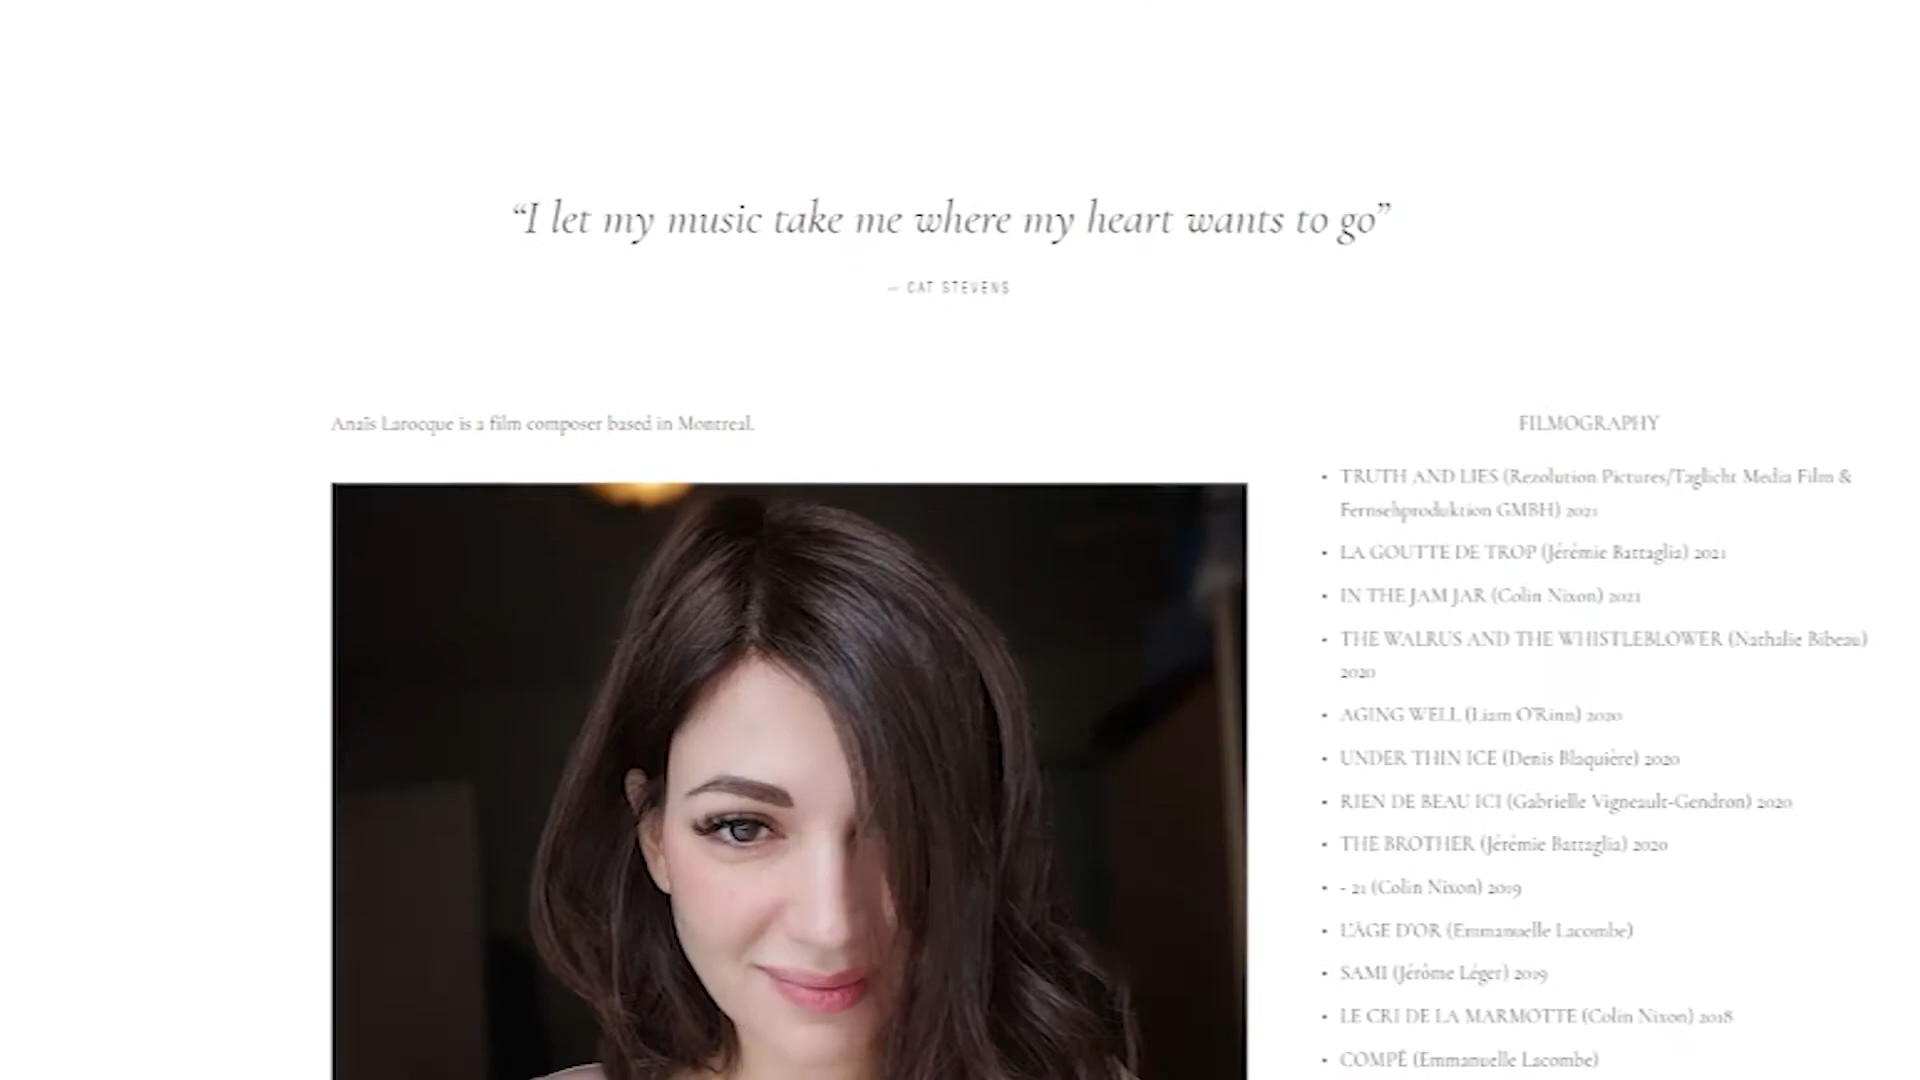 “I let my music take me where my heart wants to go”
— CAT STEVENS
Anaïs Larocque is a film composer based in Montreal.
FILMOGRAPHY
• TRUTH AND LIES (Rezolution Pictures/Taglicht Media Film &
Fernsehproduktion GMBH) 2021
• LA GOUTTE DE TROP (Jérémie Battaglia) 2021
• IN THE JAM JAR (Colin Nixon) 2021
• THE WALRUS AND THE WHISTLEBLOWER (Nathalie Bibeau)
2020
• AGING WELL (Liam O'Rinn) 2020
• UNDER THIN ICE (Denis Blaquière) 2020
• RIEN DE BEAU ICI (Gabrielle Vigneault-Gendron) 2020
• THE BROTHER (Jérémie Battaglia) 2020
• - 21 (Colin Nixon) 2019
• L'ÂGE D'OR (Emmanuelle Lacombe)
• SAMI (Jérôme Léger) 2019
• LE CRI DE LA MARMOTTE (Colin Nixon) 2018
• COMPÉ (Emmanuelle Lacombe)